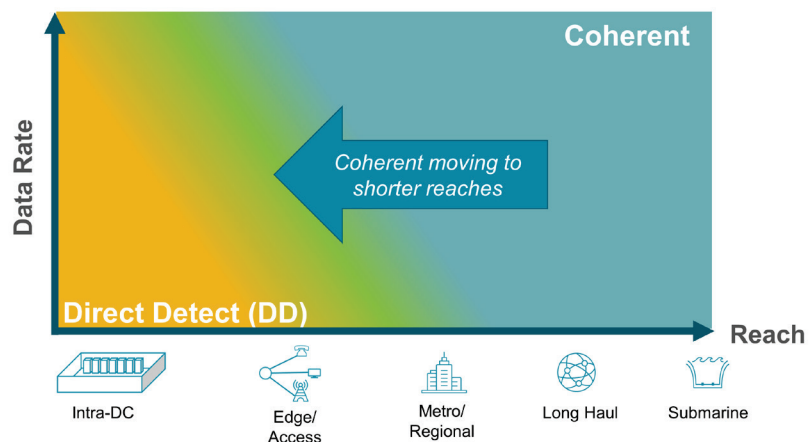 Coherent
Data Rate
Coherent moving to
shorter reaches
Direct Detect (DD)
Reach
Intra-DC
Edge/
Access
Metro/
Regional
Long Haul
Submarine